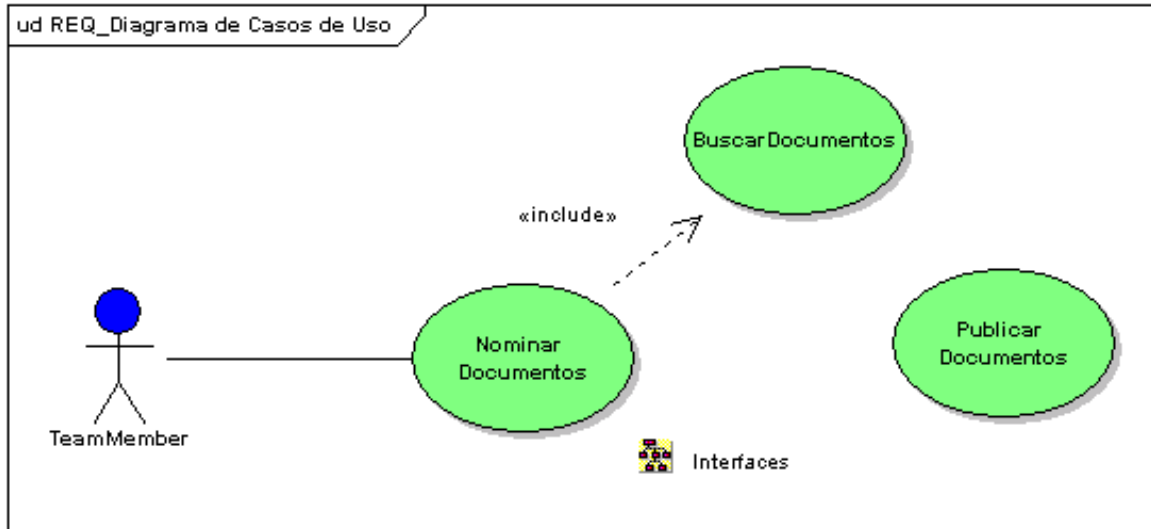 ud REQ_Diagrama de Casos de Uso
BuscarDocumentos
«include»
Nominar
Documentos
Publicar
Documentos
TeamMember
Interfaces